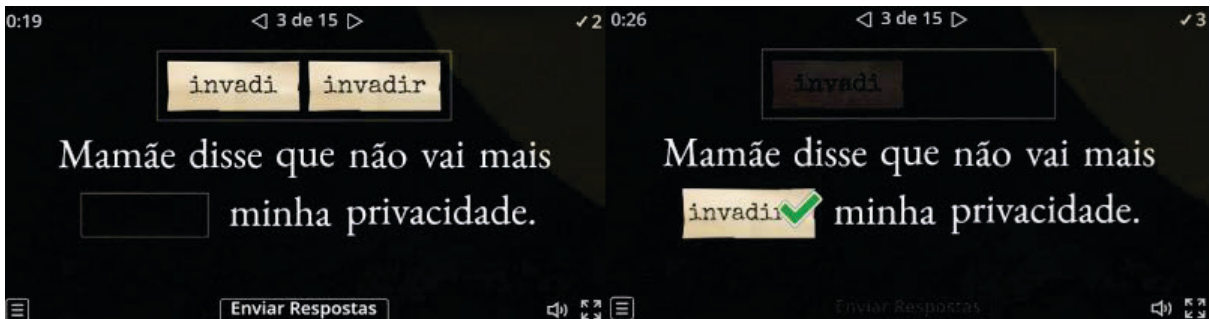 0:19 ◁ 3 de 15 ▷ ✓2
invadi invadir
Mamãe disse que não vai mais
minha privacidade.
Enviar Respostas
0:26 ◁ 3 de 15 ▷ ✓3
invadi
Mamãe disse que não vai mais
invadir minha privacidade.
Enviar Respostas